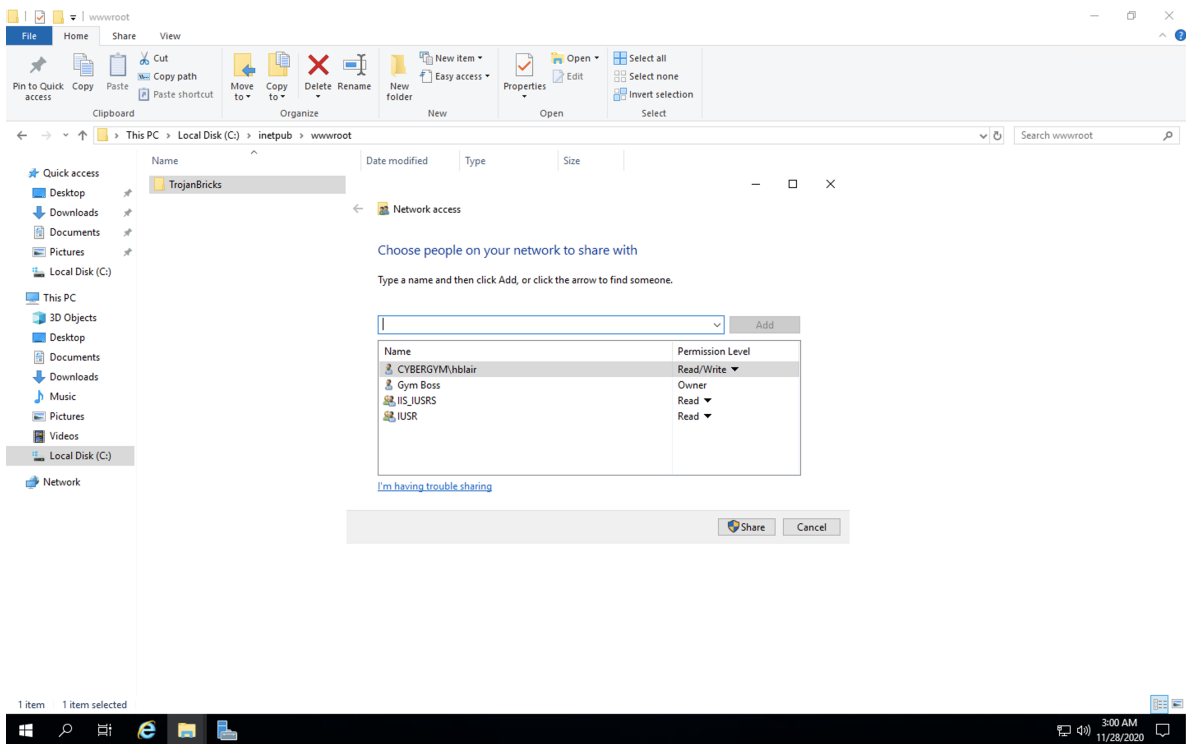 wwwroot
File Home Share View
Pin to Quick access
Copy
Paste
Cut
Copy path
Paste shortcut
Clipboard
Move to
Copy to
Delete
Rename
Organize
New folder
New item
Easy access
New
Properties
Open
Edit
Open
Select all
Select none
Invert selection
Select
This PC > Local Disk (C:) > inetpub > wwwroot
Search wwwroot
Quick access
Desktop
Downloads
Documents
Pictures
Local Disk (C:)
This PC
3D Objects
Desktop
Documents
Downloads
Music
Pictures
Videos
Local Disk (C:)
Network
Name Date modified Type Size
TrojanBricks
Network access
Choose people on your network to share with
Type a name and then click Add, or click the arrow to find someone.
Add
Name Permission Level
CYBERGYM\hblair Read/Write
Gym Boss Owner
IIS_IUSRS Read
IUSR Read
I'm having trouble sharing
Share Cancel
1 item 1 item selected
3:00 AM
11/28/2020